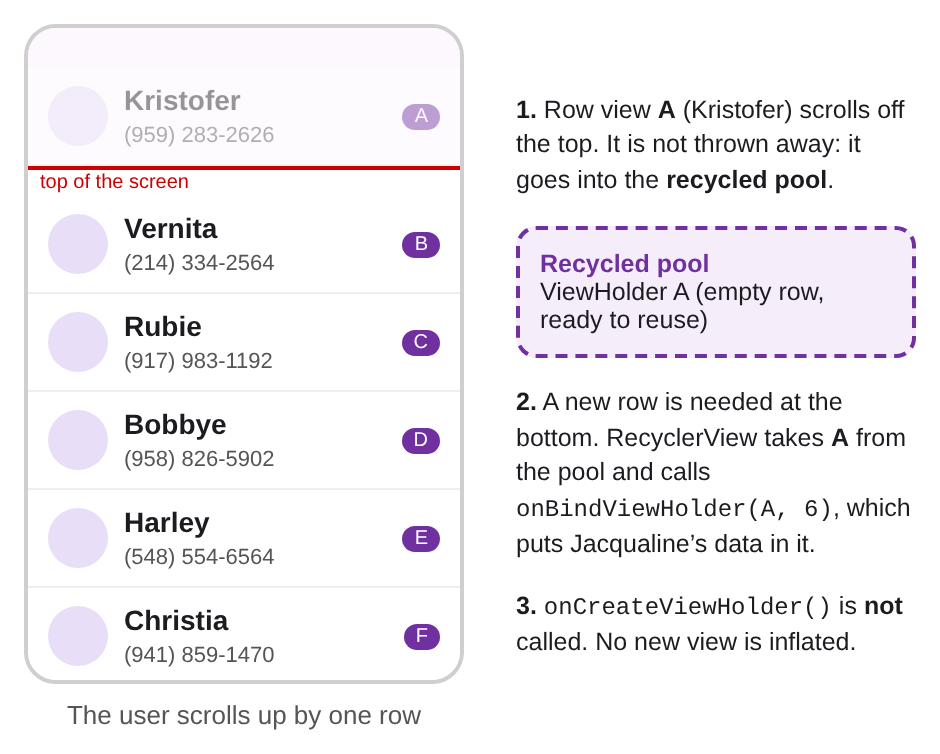 Kristofer
(959) 283-2626
A
top of the screen
Vernita
(214) 334-2564
B
Rubie
(917) 983-1192
C
Bobbye
(958) 826-5902
D
Harley
(548) 554-6564
E
Christia
(941) 859-1470
F
The user scrolls up by one row
1. Row view A (Kristofer) scrolls off
the top. It is not thrown away: it
goes into the recycled pool.
Recycled pool
ViewHolder A (empty row,
ready to reuse)
2. A new row is needed at the
bottom. RecyclerView takes A from
the pool and calls
onBindViewHolder(A, 6), which
puts Jacqualine’s data in it.
3. onCreateViewHolder() is not
called. No new view is inflated.